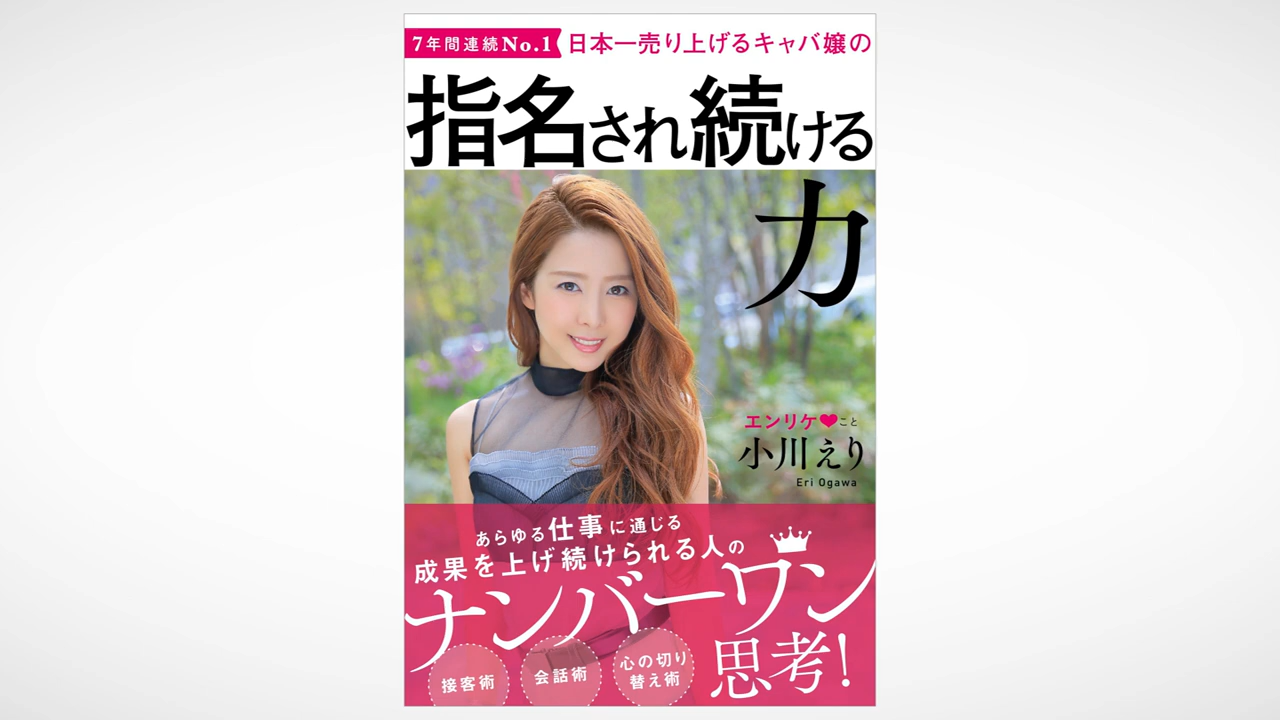 7年間連続No.1 日本一売り上げるキャバ嬢の
指名され続ける
力
エンリケ♥こと
小川えり
Eri Ogawa
あらゆる仕事に通じる
成果を上げ続けられる人の
ナンバーワン
思考!
接客術
会話術
心の切り
替え術